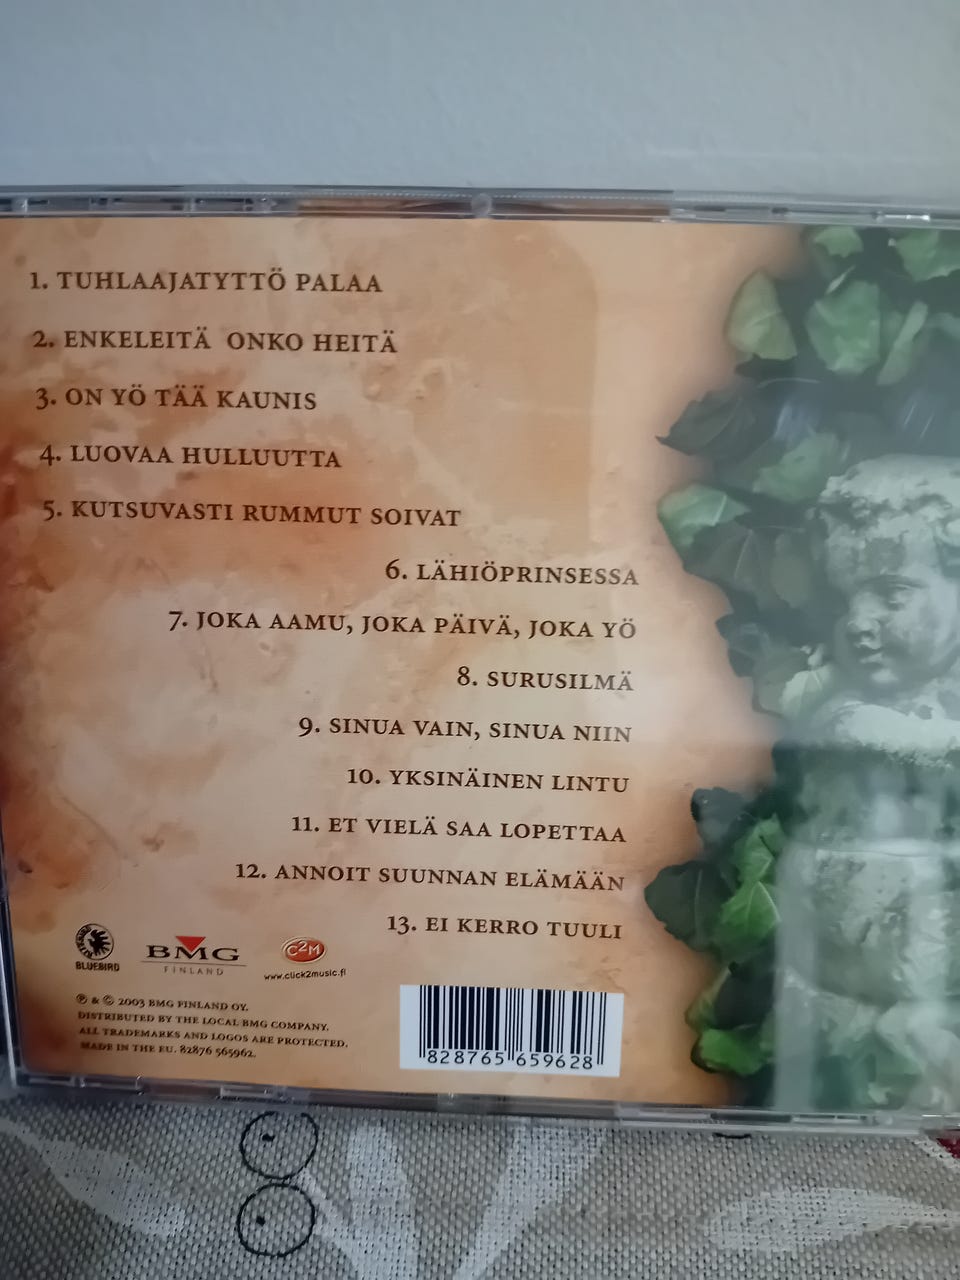 1. TUHLAAJATYTTÖ PALAA
2. ENKELEITÄ ONKO HEITÄ
3. ON YÖ TÄÄ KAUNIS
4. LUOVAA HULLUUTTA
5. KUTSUVASTI RUMMUT SOIVAT
6. LÄHIÖPRINSESSA
7. JOKA AAMU, JOKA PÄIVÄ, JOKA YÖ
8. SURUSILMÄ
9. SINUA VAIN, SINUA NIIN
10. YKSINÄINEN LINTU
11. ET VIELÄ SAA LOPETTAA
12. ANNOIT SUUNNAN ELÄMÄÄN
13. EI KERRO TUULI
BLUEBIRD
BMG
FINLAND
C2M
www.click2music.fi
℗ & © 2003 BMG FINLAND OY.
DISTRIBUTED BY THE LOCAL BMG COMPANY.
ALL TRADEMARKS AND LOGOS ARE PROTECTED.
MADE IN THE EU. 82876 565962.
828765 659628